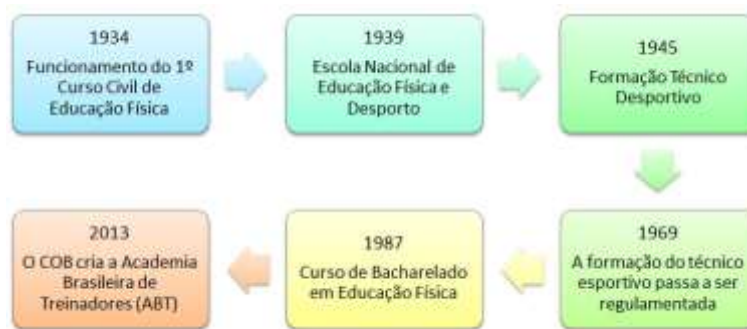 1934
Funcionamento do 1º
Curso Civil de
Educação Física
1939
Escola Nacional de
Educação Física e
Desporto
1945
Formação Técnico
Desportivo
1969
A formação do técnico
esportivo passa a ser
regulamentada
1987
Curso de Bacharelado
em Educação Física
2013
O COB cria a Academia
Brasileira de
Treinadores (ABT)